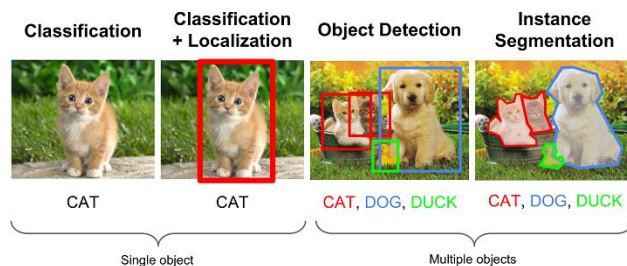 Classification
Classification
+ Localization
Object Detection
Instance
Segmentation
CAT
CAT
CAT, DOG, DUCK
CAT, DOG, DUCK
Single object
Multiple objects